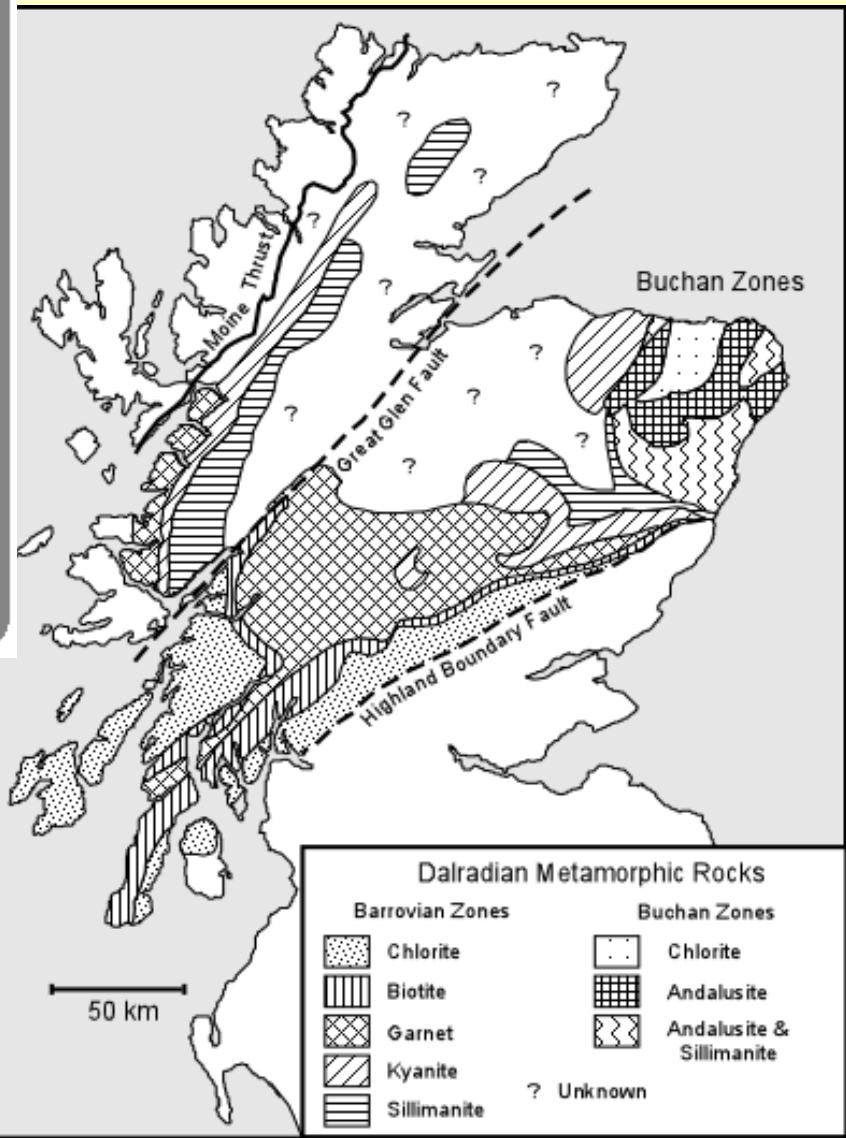 ?
?
?
?
Moine Thrust
Buchan Zones
?
?
?
?
Great Glen Fault
?
?
Highland Boundary Fault
50 km
Dalradian Metamorphic Rocks
Barrovian Zones
Chlorite
Biotite
Garnet
Kyanite
Sillimanite
Buchan Zones
Chlorite
Andalusite
Andalusite &
Sillimanite
? Unknown